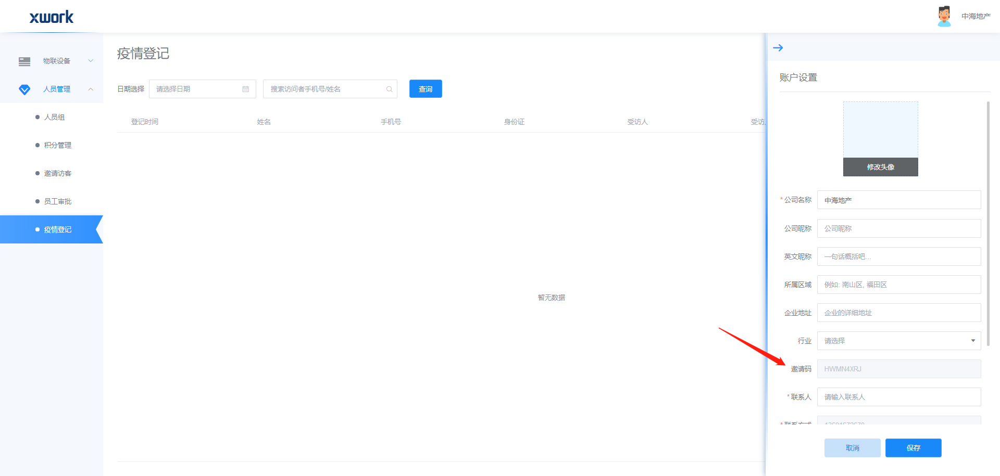 xwork
中海地产
物联设备
人员管理
人员组
积分管理
邀请访客
员工审批
疫情登记
疫情登记
日期选择 请选择日期 搜索访问者手机号/姓名 查询
登记时间 姓名 手机号 身份证 受访人 受访
暂无数据
账户设置
修改头像
* 公司名称 中海地产
公司昵称 公司昵称
英文昵称 一句话概括吧...
所属区域 例如: 南山区, 福田区
企业地址 企业的详细地址
行业 请选择
邀请码 HWMN4XRJ
* 联系人 请输入联系人
* 联系方式
取消 保存